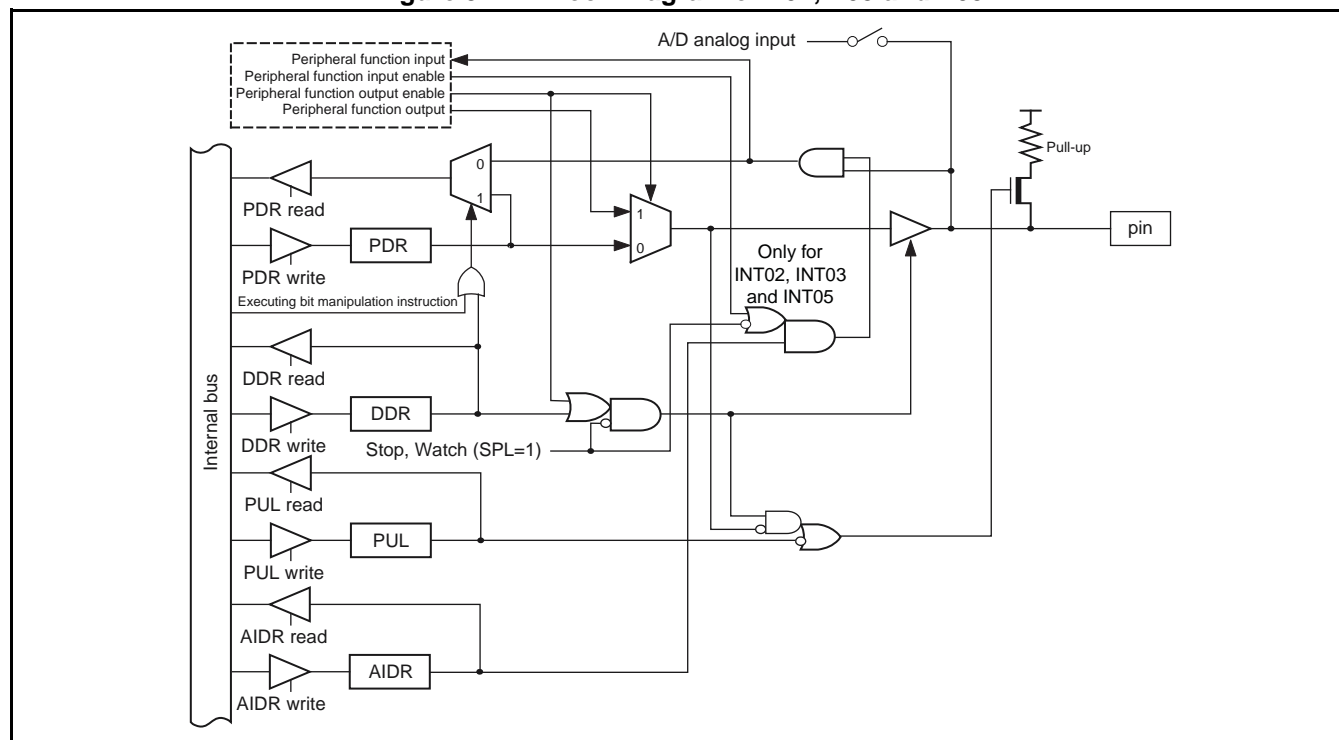 A/D analog input
Peripheral function input
Peripheral function input enable
Peripheral function output enable
Peripheral function output
Pull-up
0
1
PDR read
1
0
pin
PDR
PDR write
Only for
INT02, INT03
and INT05
Executing bit manipulation instruction
Internal bus
DDR read
DDR
DDR write
Stop, Watch (SPL=1)
PUL read
PUL
PUL write
AIDR read
AIDR
AIDR write